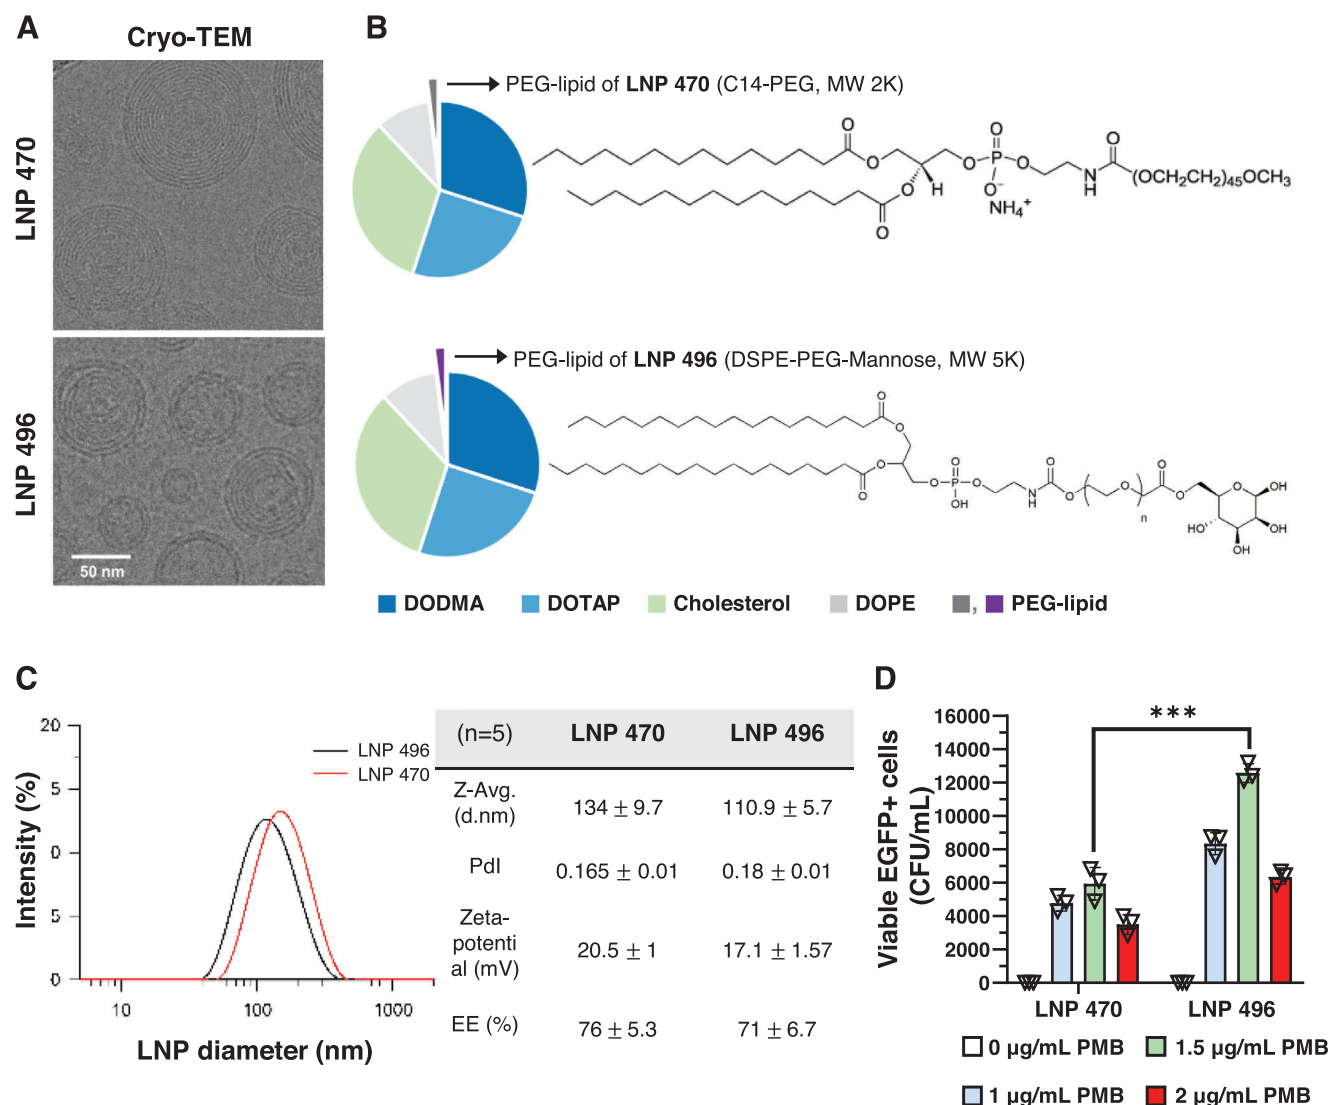 A
Cryo-TEM
LNP 470
LNP 496
50 nm
B
PEG-lipid of LNP 470 (C14-PEG, MW 2K)
O
O
O
O
P
O
O⁻
NH₄⁺
O
H
O
N
H
O
(OCH₂CH₂)₄₅OCH₃
PEG-lipid of LNP 496 (DSPE-PEG-Mannose, MW 5K)
O
O
O
O
O
P
O
OH
O
N
H
O
O
O
n
O
O
O
OH
OH
OH
HO
DODMA
DOTAP
Cholesterol
DOPE
, PEG-lipid
C
Intensity (%)
20
5
0
5
0
10
100
1000
LNP diameter (nm)
LNP 496
LNP 470
(n=5) LNP 470 LNP 496
Z-Avg.
(d.nm) 134 ± 9.7 110.9 ± 5.7
PdI 0.165 ± 0.01 0.18 ± 0.01
Zeta-
potenti
al (mV) 20.5 ± 1 17.1 ± 1.57
EE (%) 76 ± 5.3 71 ± 6.7
D
Viable EGFP+ cells
(CFU/mL)
16000
14000
12000
10000
8000
6000
4000
2000
0
***
LNP 470
LNP 496
0 µg/mL PMB
1.5 µg/mL PMB
1 µg/mL PMB
2 µg/mL PMB